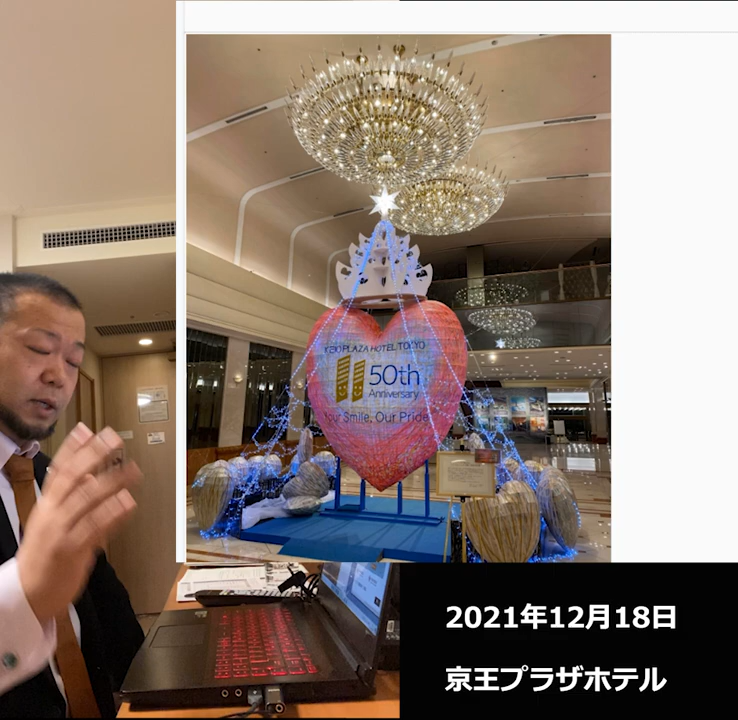 KEIO PLAZA HOTEL TOKYO
50th
Anniversary
Your Smile, Our Pride
2021年12月18日
京王プラザホテル